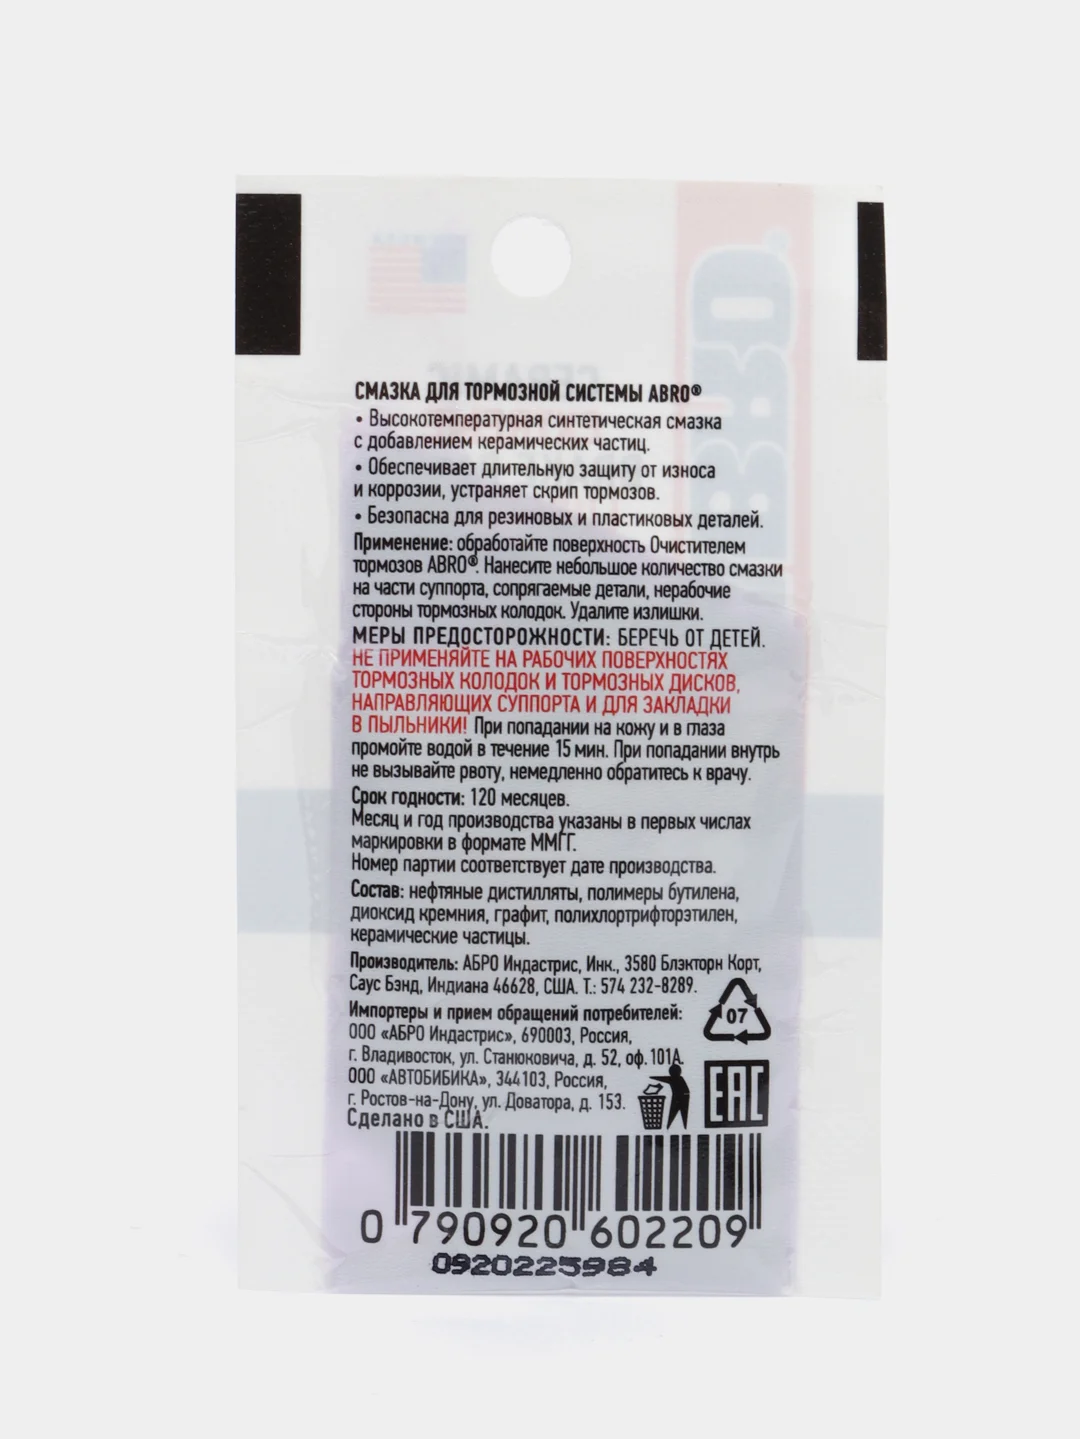 СМАЗКА ДЛЯ ТОРМОЗНОЙ СИСТЕМЫ ABRO®
• Высокотемпературная синтетическая смазка
с добавлением керамических частиц.
• Обеспечивает длительную защиту от износа
и коррозии, устраняет скрип тормозов.
• Безопасна для резиновых и пластиковых деталей.
Применение: обработайте поверхность Очистителем
тормозов ABRO®. Нанесите небольшое количество смазки
на части суппорта, сопрягаемые детали, нерабочие
стороны тормозных колодок. Удалите излишки.
МЕРЫ ПРЕДОСТОРОЖНОСТИ: БЕРЕЧЬ ОТ ДЕТЕЙ.
НЕ ПРИМЕНЯЙТЕ НА РАБОЧИХ ПОВЕРХНОСТЯХ
ТОРМОЗНЫХ КОЛОДОК И ТОРМОЗНЫХ ДИСКОВ,
НАПРАВЛЯЮЩИХ СУППОРТА И ДЛЯ ЗАКЛАДКИ
В ПЫЛЬНИКИ! При попадании на кожу и в глаза
промойте водой в течение 15 мин. При попадании внутрь
не вызывайте рвоту, немедленно обратитесь к врачу.
Срок годности: 120 месяцев.
Месяц и год производства указаны в первых числах
маркировки в формате ММГГ.
Номер партии соответствует дате производства.
Состав: нефтяные дистилляты, полимеры бутилена,
диоксид кремния, графит, полихлортрифторэтилен,
керамические частицы.
Производитель: АБРО Индастрис, Инк., 3580 Блэкторн Корт,
Саус Бэнд, Индиана 46628, США. Т.: 574 232-8289.
Импортеры и прием обращений потребителей:
ООО «АБРО Индастрис», 690003, Россия,
г. Владивосток, ул. Станюковича, д. 52, оф. 101А.
ООО «АВТОБИБИКА», 344103, Россия,
г. Ростов-на-Дону, ул. Доватора, д. 153.
Сделано в США.
07
EAC
0 790920 602209
0920225984
ABRO®
CERAMIC